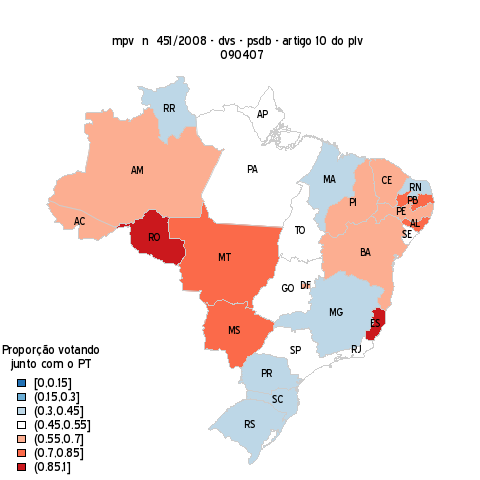 mpv n 451/2008 - dvs - psdb - artigo 10 do plv
090407
RR
AP
AM
PA
MA
CE
RN
PI
PB
PE
AL
SE
AC
RO
TO
MT
BA
GO
DF
MG
ES
MS
SP
RJ
PR
SC
RS
Proporção votando
junto com o PT
[0,0.15]
(0.15,0.3]
(0.3,0.45]
(0.45,0.55]
(0.55,0.7]
(0.7,0.85]
(0.85,1]